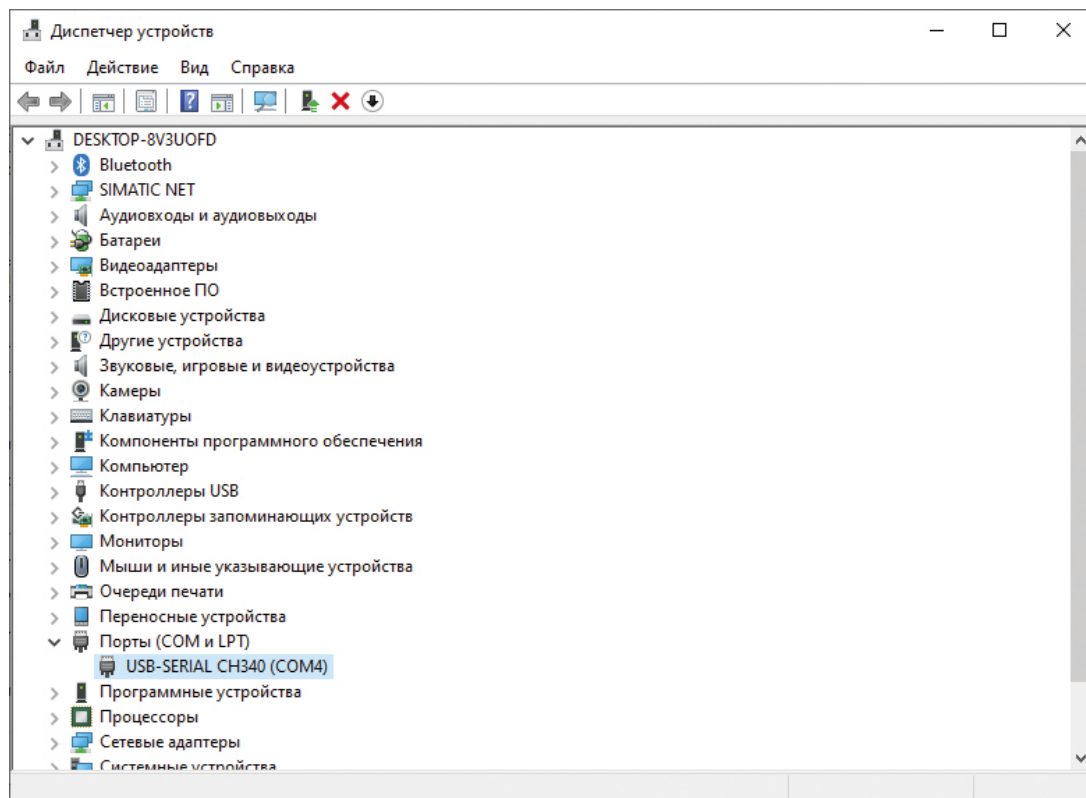 Диспетчер устройств
Файл Действие Вид Справка
DESKTOP-8V3UOFD
Bluetooth
SIMATIC NET
Аудиовходы и аудиовыходы
Батареи
Видеоадаптеры
Встроенное ПО
Дисковые устройства
Другие устройства
Звуковые, игровые и видеоустройства
Камеры
Клавиатуры
Компоненты программного обеспечения
Компьютер
Контроллеры USB
Контроллеры запоминающих устройств
Мониторы
Мыши и иные указывающие устройства
Очереди печати
Переносные устройства
Порты (COM и LPT)
USB-SERIAL CH340 (COM4)
Программные устройства
Процессоры
Сетевые адаптеры
Системные устройства